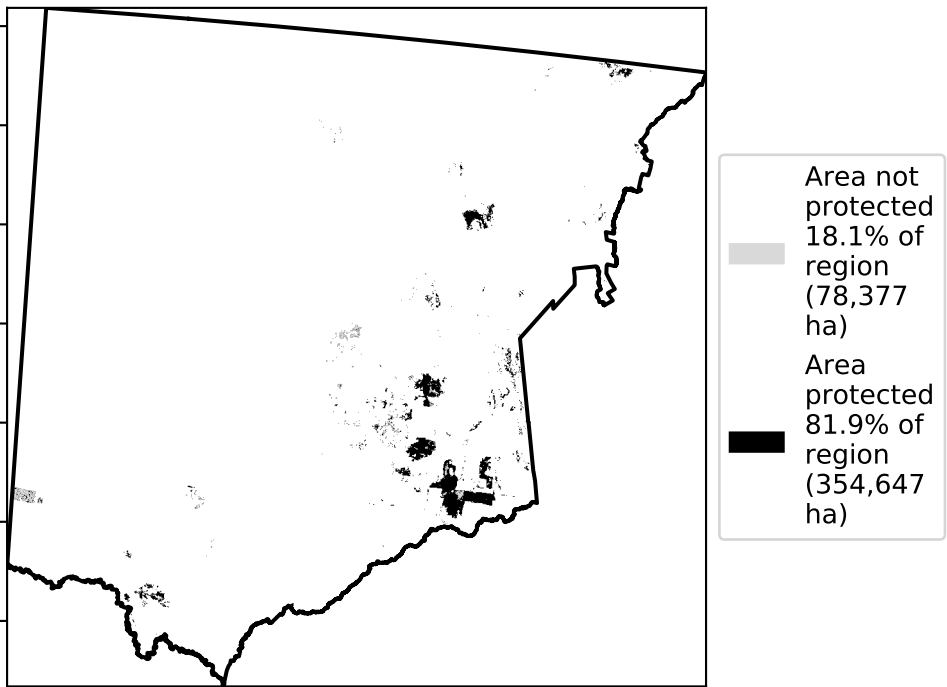 Area not
protected
18.1% of
region
(78,377
ha)
Area
protected
81.9% of
region
(354,647
ha)